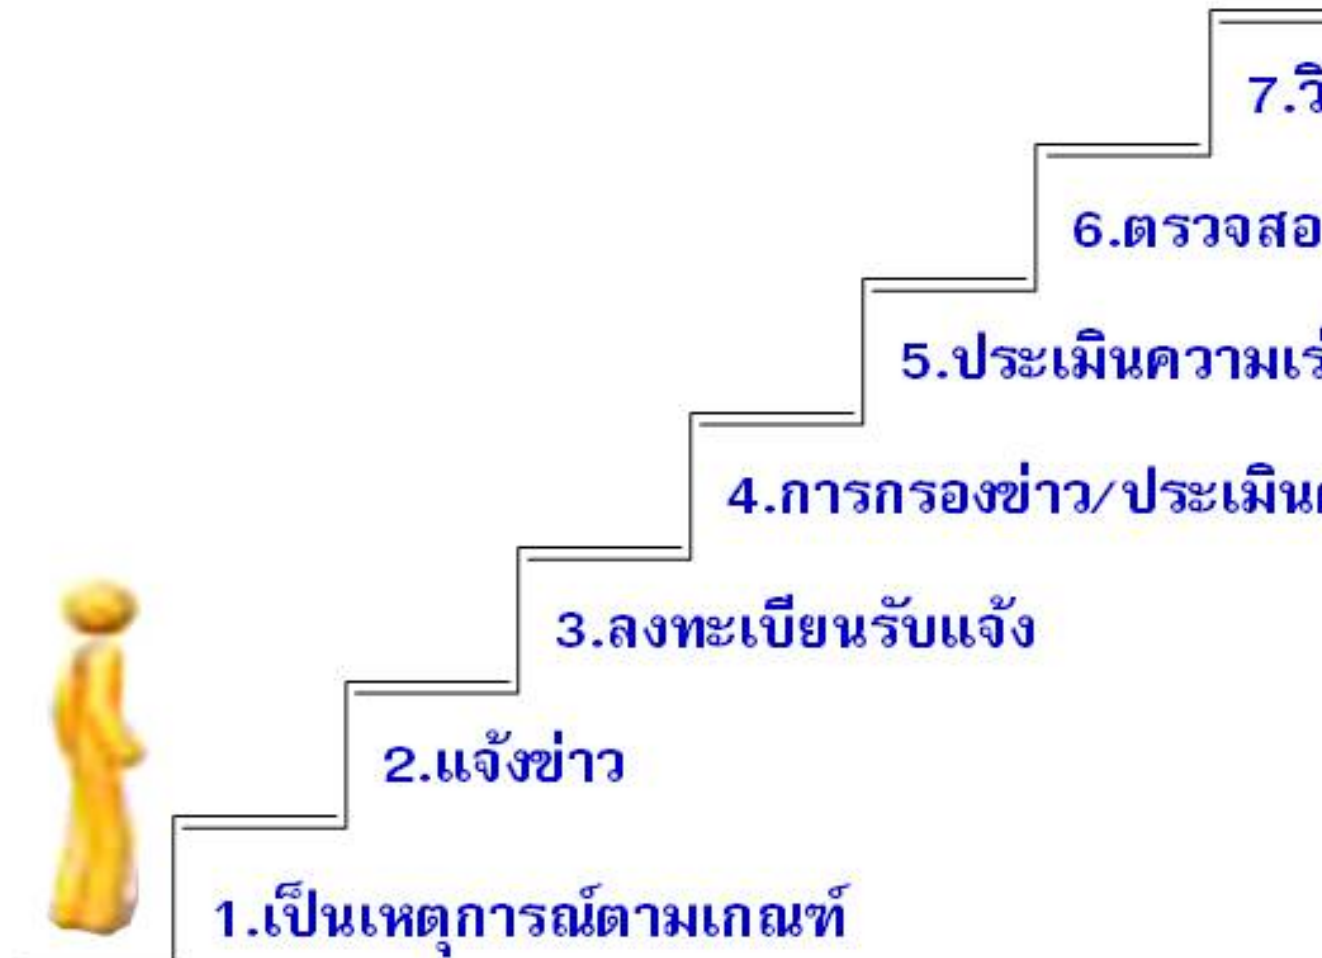 7.วิ
6.ตรวจสอ
5.ประเมินความเร่
4.การกรองข่าว/ประเมิน
3.ลงทะเบียนรับแจ้ง
2.แจ้งข่าว
1.เป็นเหตุการณ์ตามเกณฑ์